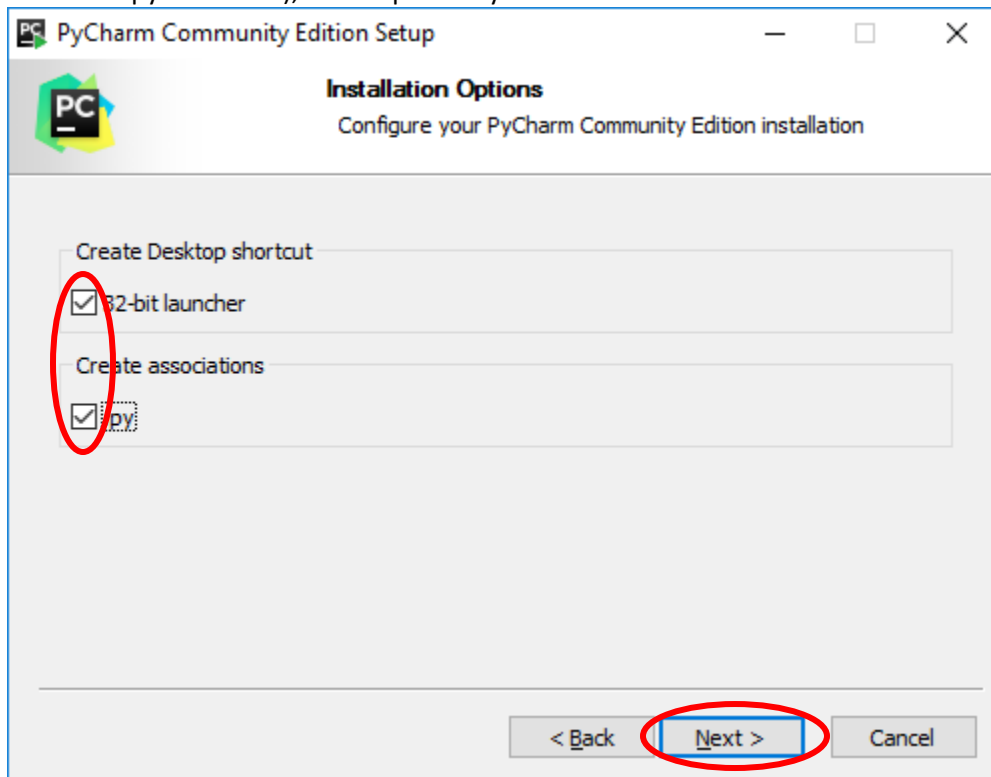 PyCharm Community Edition Setup
PC
Installation Options
Configure your PyCharm Community Edition installation
Create Desktop shortcut
32-bit launcher
Create associations
.py
< Back
Next >
Cancel